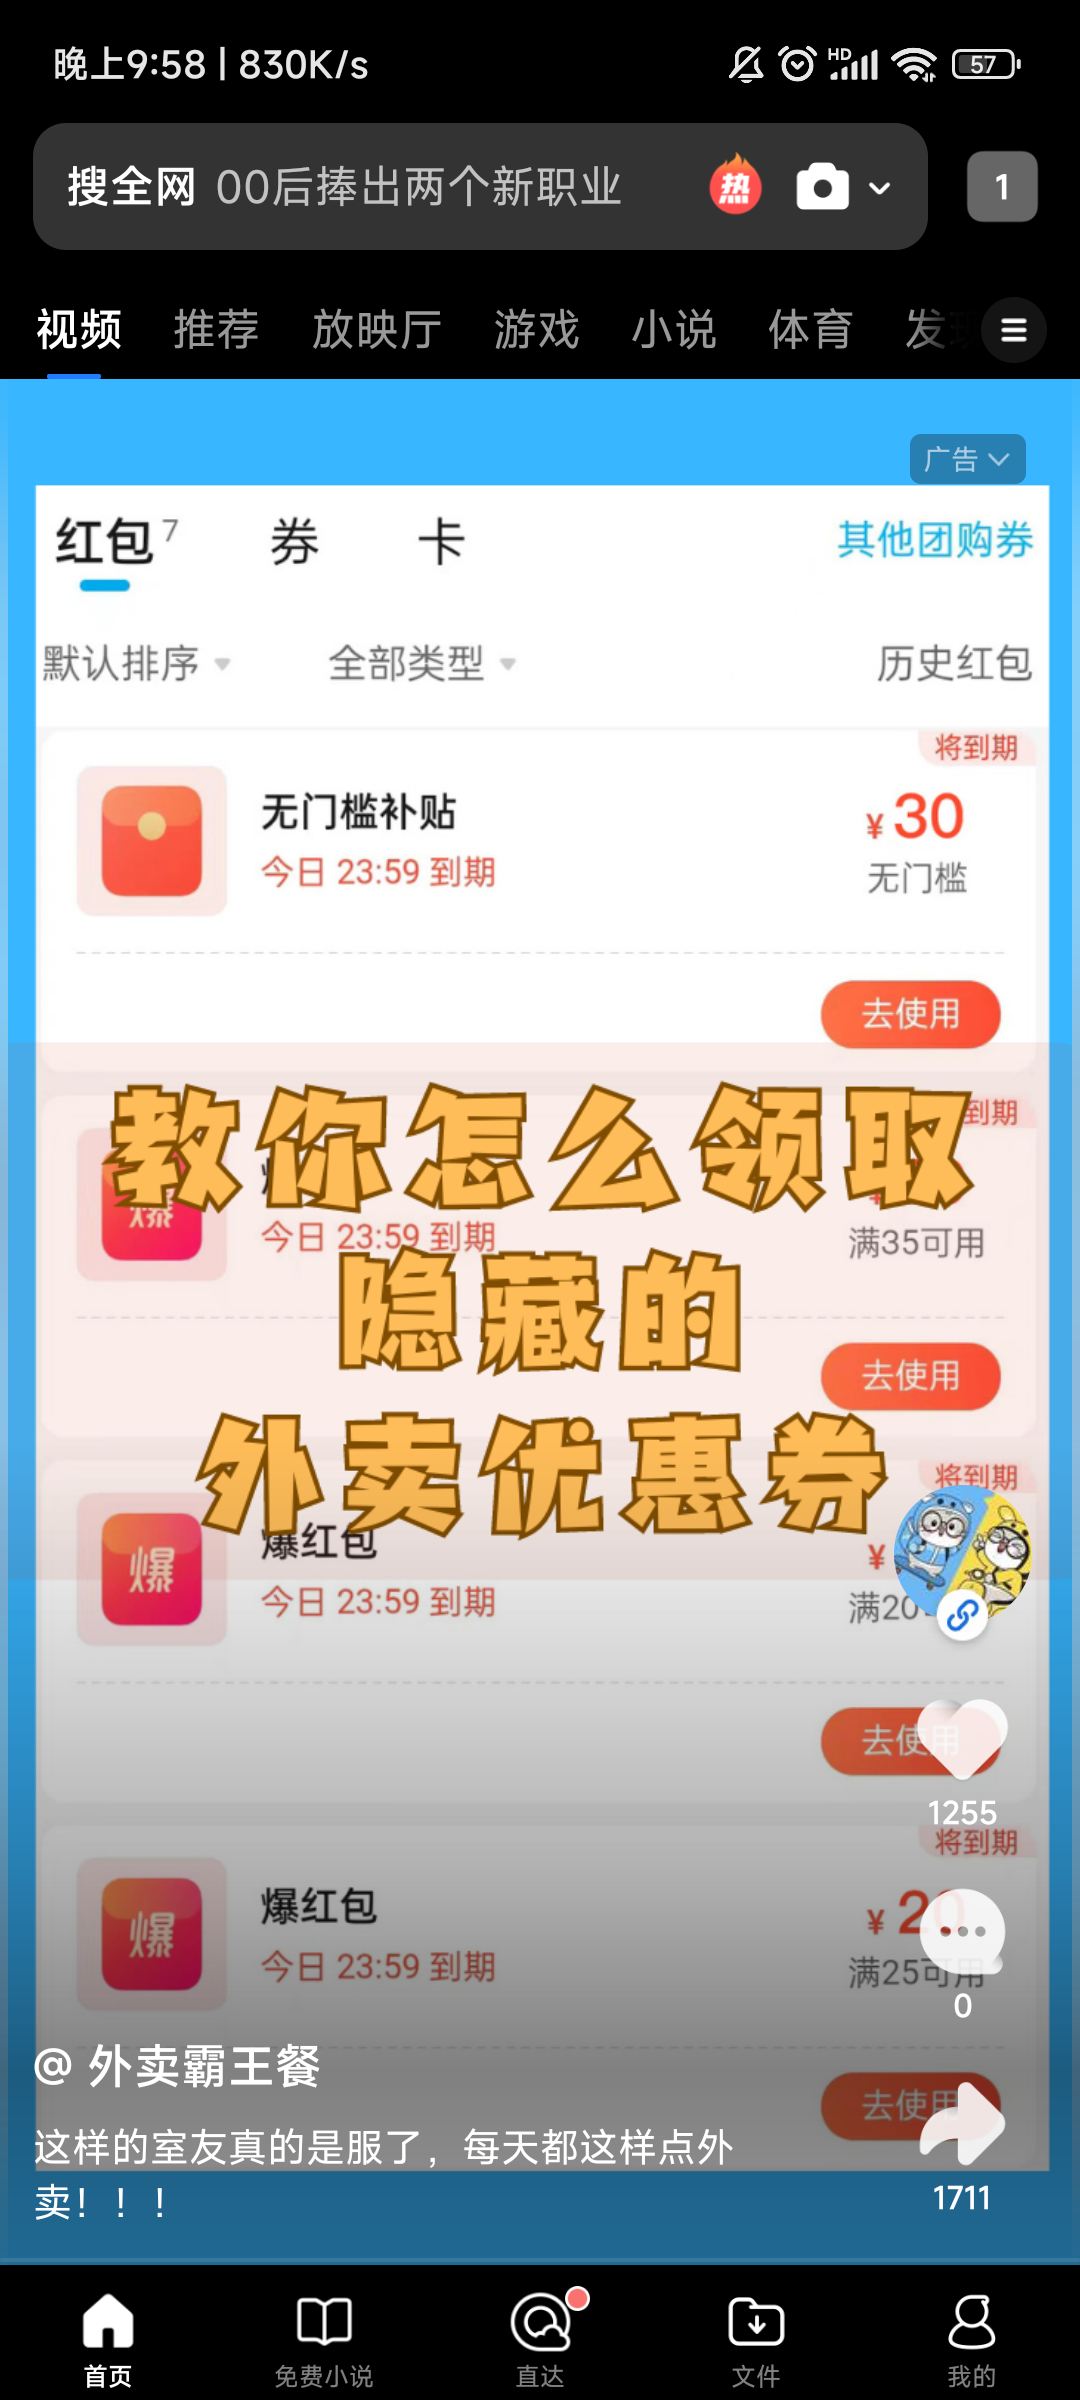 晚上9:58 | 830K/s
HD
57
搜全网 00后捧出两个新职业 热
1
视频 推荐 放映厅 游戏 小说 体育 发现
广告
红包 7 券 卡 其他团购券
默认排序 全部类型 历史红包
将到期
无门槛补贴
¥30
今日 23:59 到期
无门槛
去使用
教你怎么领取
到期
爆
今日 23:59 到期
满35可用
隐藏的
去使用
外卖优惠券
将到期
爆
爆红包
¥
今日 23:59 到期
满20
去使用
1255
将到期
爆
爆红包
¥20
今日 23:59 到期
满25可用
0
@ 外卖霸王餐
去使用
这样的室友真的是服了，每天都这样点外
卖！！！
1711
首页 免费小说 直达 文件 我的